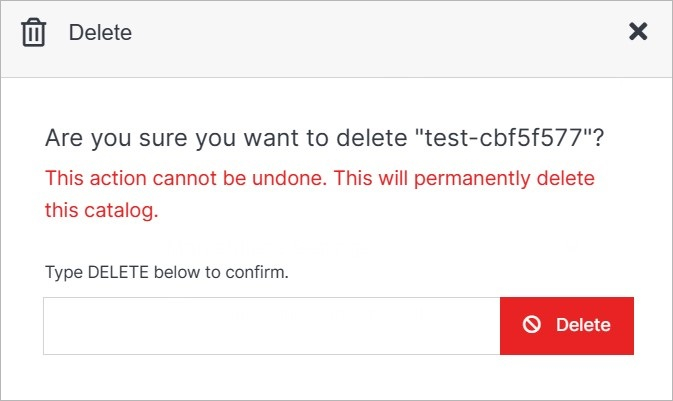 Delete
Are you sure you want to delete "test-cbf5f577"?
This action cannot be undone. This will permanently delete
this catalog.
Type DELETE below to confirm.
Delete